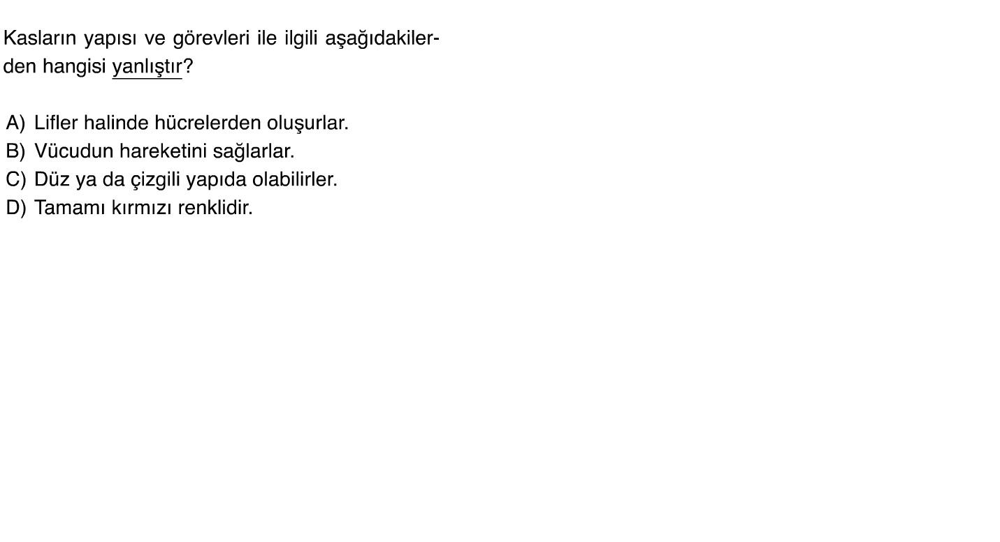 Kasların yapısı ve görevleri ile ilgili aşağıdakiler-
den hangisi yanlıştır?
A) Lifler halinde hücrelerden oluşurlar.
B) Vücudun hareketini sağlarlar.
C) Düz ya da çizgili yapıda olabilirler.
D) Tamamı kırmızı renklidir.